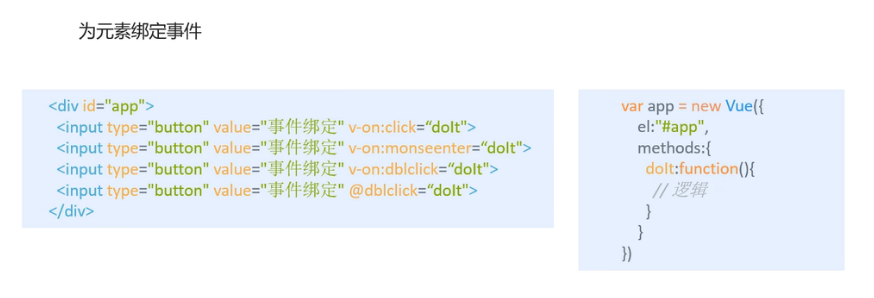 为元素绑定事件
<div id="app">
<input type="button" value="事件绑定" v-on:click=“doIt">
<input type="button" value="事件绑定" v-on:monseenter=“doIt">
<input type="button" value="事件绑定" v-on:dblclick=“doIt">
<input type="button" value="事件绑定" @dblclick=“doIt">
</div>
var app = new Vue({
el:"#app",
methods:{
doIt:function(){
// 逻辑
}
}
})